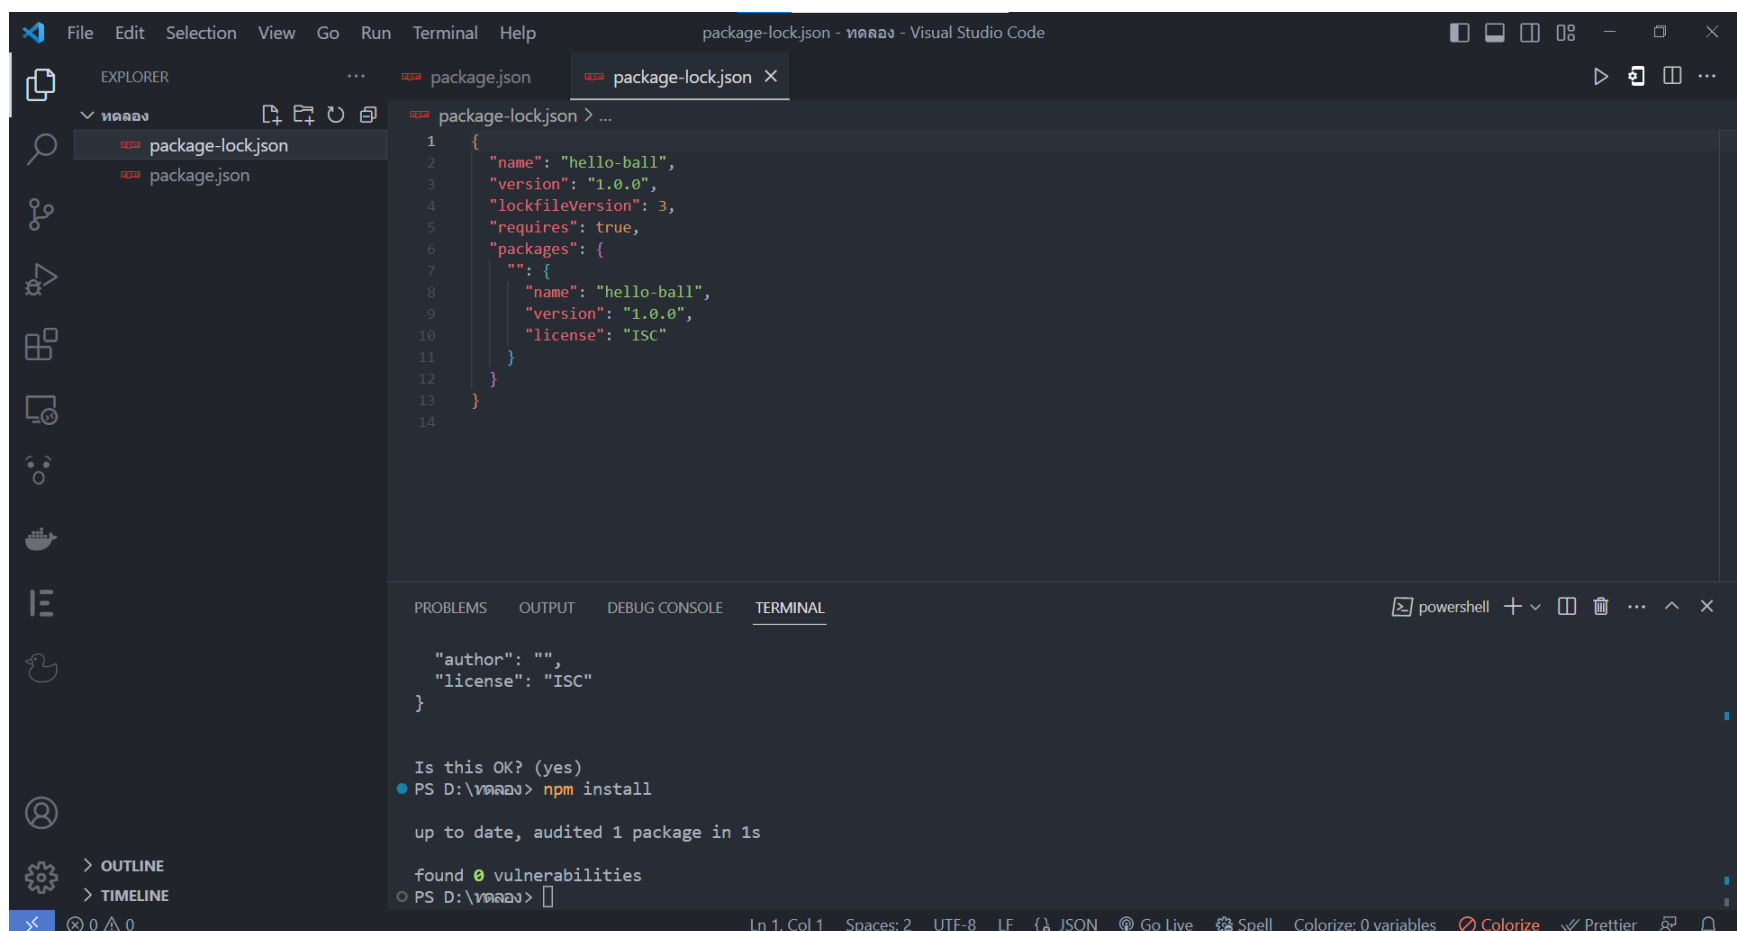 File Edit Selection View Go Run Terminal Help
package-lock.json - ทดลอง - Visual Studio Code
EXPLORER
ทดลอง
package-lock.json
package.json
OUTLINE
TIMELINE
package.json
package-lock.json
package-lock.json > ...
1 {
2 "name": "hello-ball",
3 "version": "1.0.0",
4 "lockfileVersion": 3,
5 "requires": true,
6 "packages": {
7 "": {
8 "name": "hello-ball",
9 "version": "1.0.0",
10 "license": "ISC"
11 }
12 }
13 }
14
PROBLEMS OUTPUT DEBUG CONSOLE TERMINAL
powershell
"author": "",
"license": "ISC"
}
Is this OK? (yes)
PS D:\ทดลอง> npm install
up to date, audited 1 package in 1s
found 0 vulnerabilities
PS D:\ทดลอง>
0 0 Ln 1, Col 1 Spaces: 2 UTF-8 LF JSON Go Live Spell Colorize: 0 variables Colorize Prettier